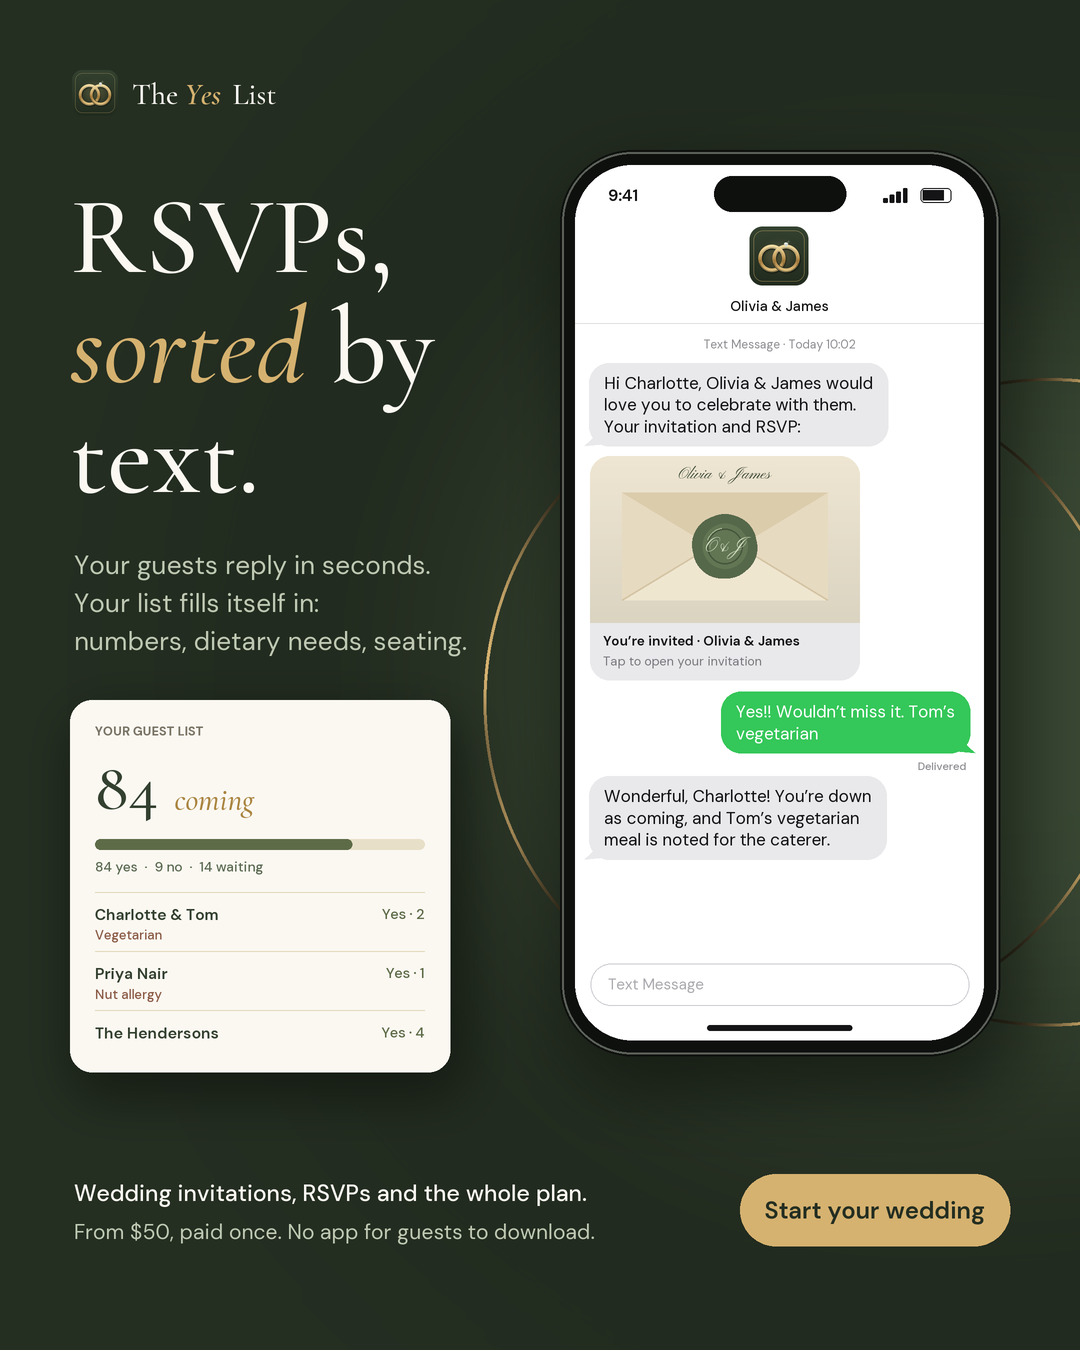 The Yes List
RSVPs,
sorted by
text.
Your guests reply in seconds.
Your list fills itself in:
numbers, dietary needs, seating.
YOUR GUEST LIST
84 coming
84 yes · 9 no · 14 waiting
Charlotte & Tom Yes · 2
Vegetarian
Priya Nair Yes · 1
Nut allergy
The Hendersons Yes · 4
9:41
Olivia & James
Text Message · Today 10:02
Hi Charlotte, Olivia & James would
love you to celebrate with them.
Your invitation and RSVP:
Olivia & James
O & J
You're invited · Olivia & James
Tap to open your invitation
Yes!! Wouldn't miss it. Tom's
vegetarian
Delivered
Wonderful, Charlotte! You're down
as coming, and Tom's vegetarian
meal is noted for the caterer.
Text Message
Wedding invitations, RSVPs and the whole plan.
From $50, paid once. No app for guests to download.
Start your wedding